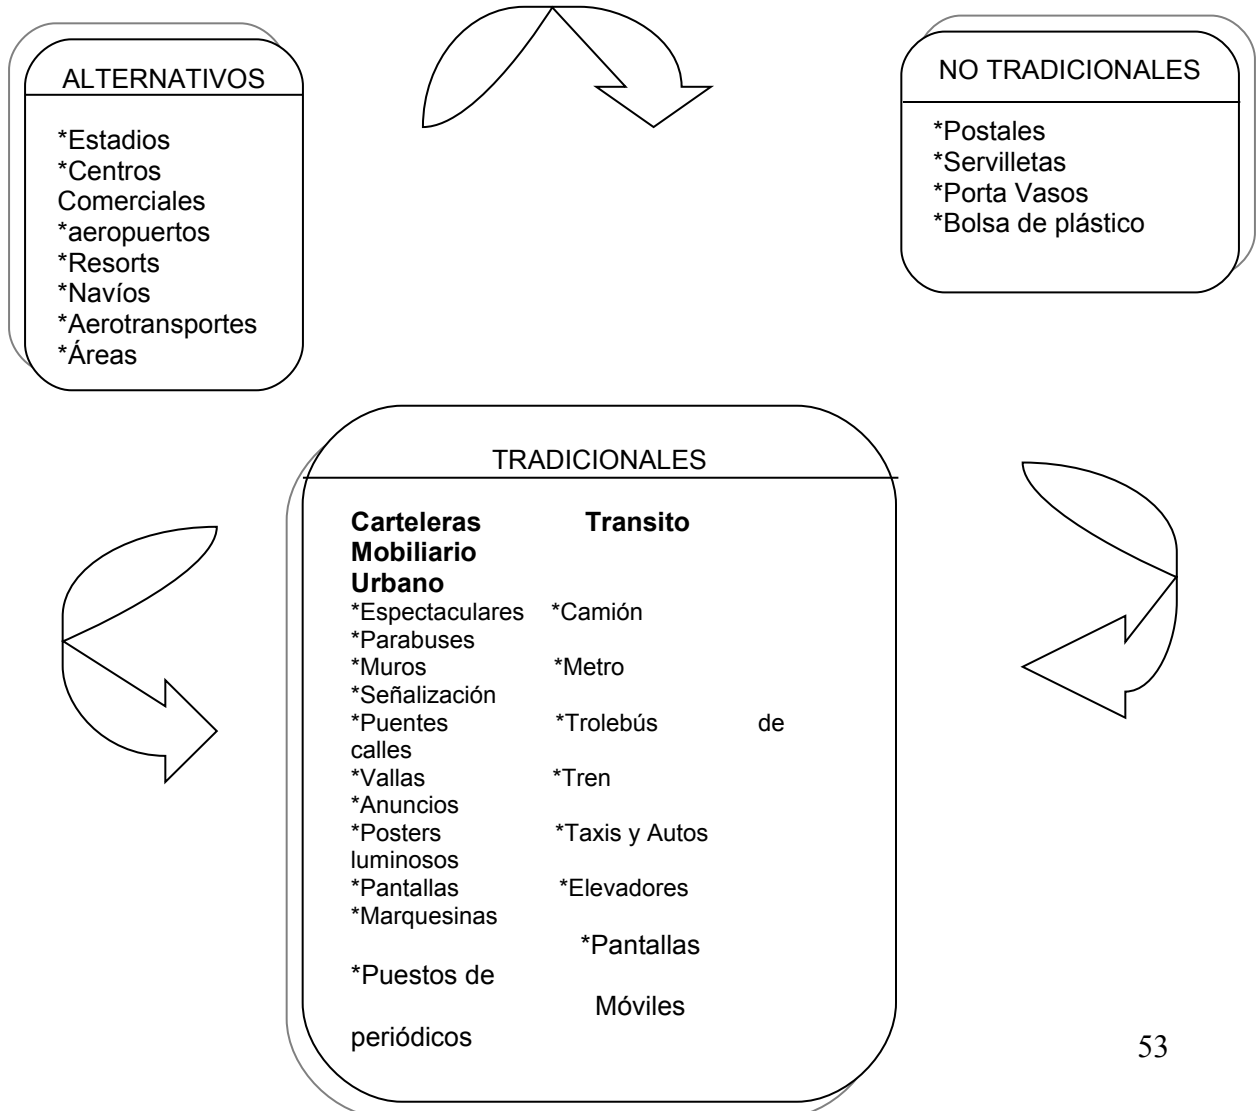 ALTERNATIVOS
*Estadios
*Centros
Comerciales
*aeropuertos
*Resorts
*Navíos
*Aerotransportes
*Áreas
NO TRADICIONALES
*Postales
*Servilletas
*Porta Vasos
*Bolsa de plástico
TRADICIONALES
Carteleras Transito
Mobiliario
Urbano
*Espectaculares *Camión
*Parabuses
*Muros *Metro
*Señalización
*Puentes *Trolebús de
calles
*Vallas *Tren
*Anuncios
*Posters *Taxis y Autos
luminosos
*Pantallas *Elevadores
*Marquesinas
*Pantallas
*Puestos de
Móviles
periódicos
53